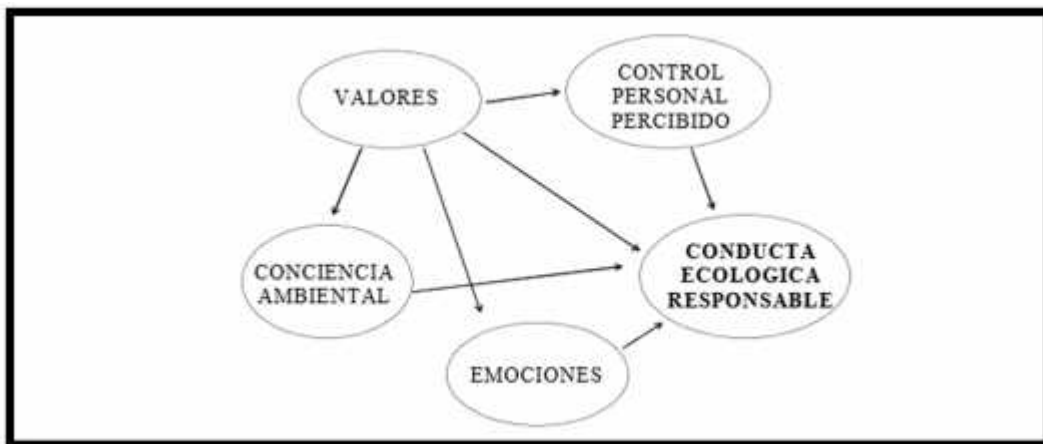 VALORES
CONTROL
PERSONAL
PERCIBIDO
CONCIENCIA
AMBIENTAL
CONDUCTA
ECOLOGICA
RESPONSABLE
EMOCIONES